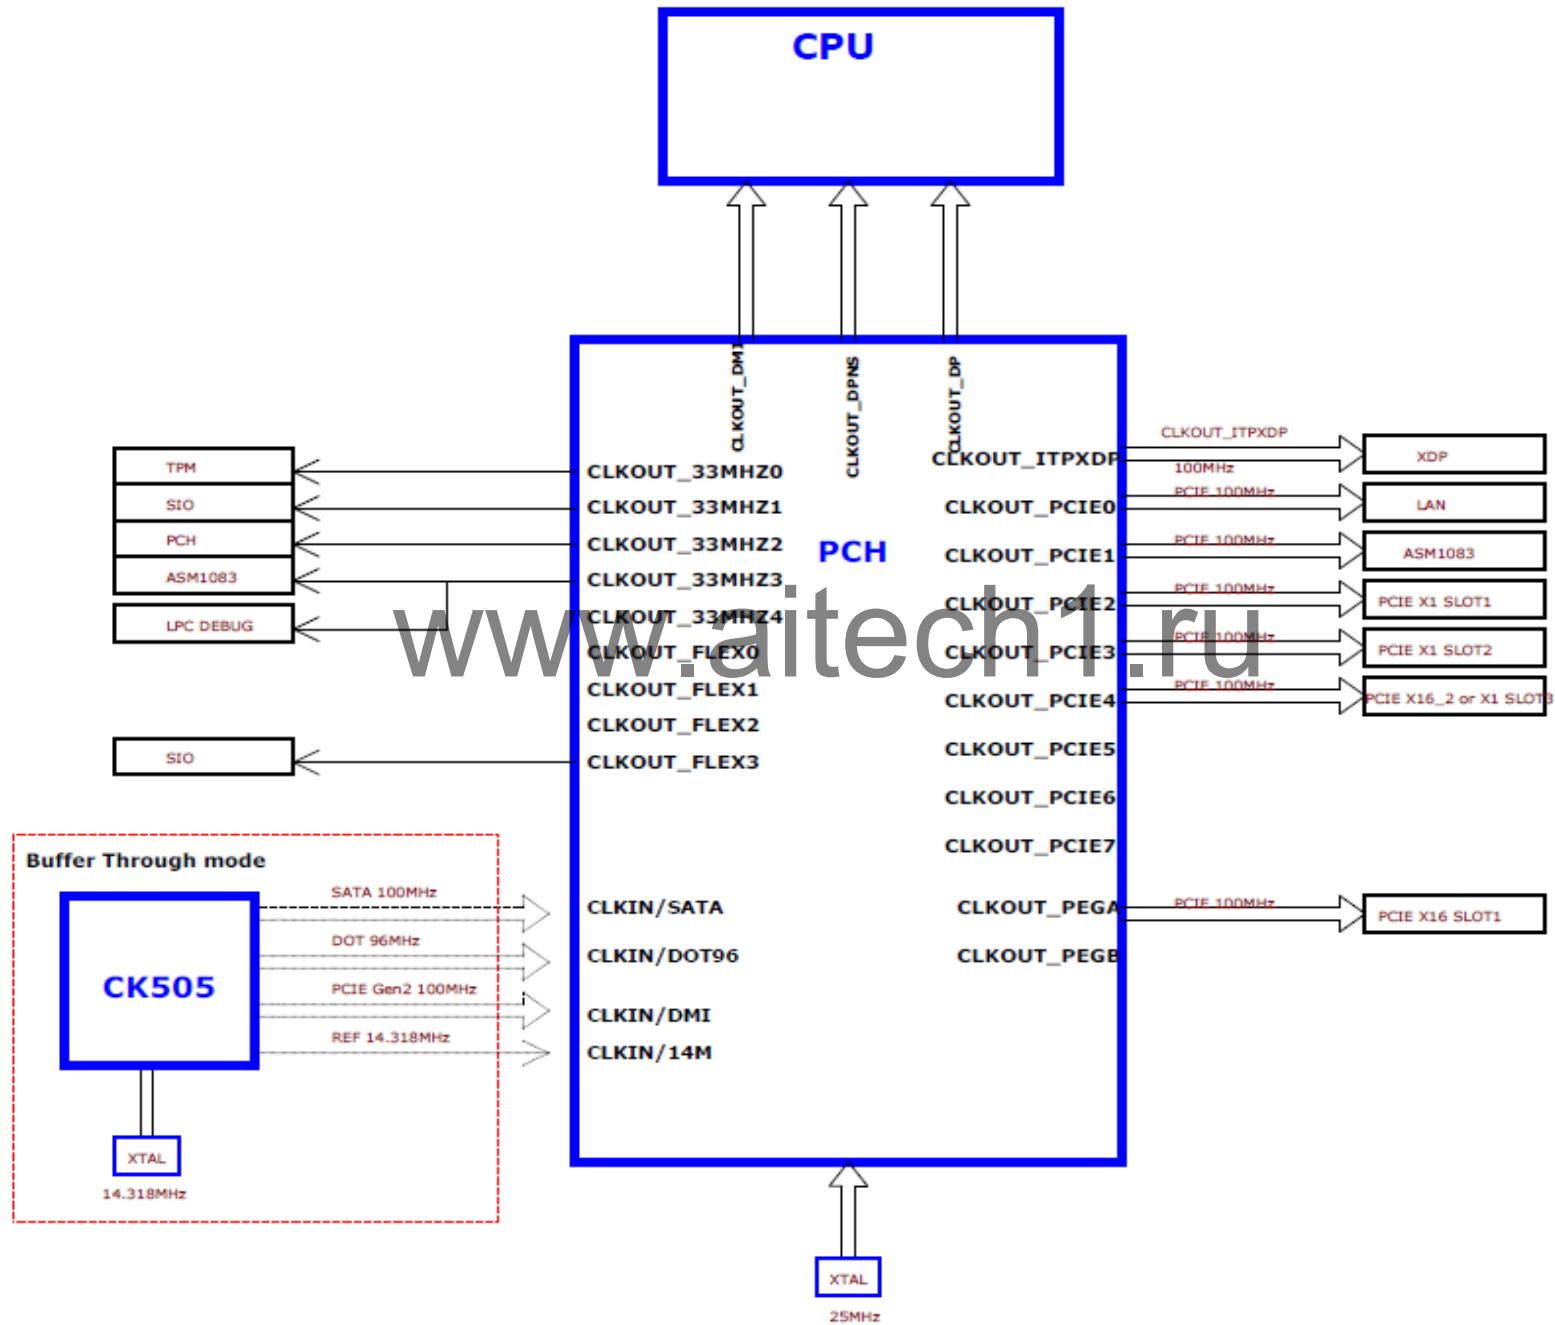 CPU
CLKOUT_DMI
CLKOUT_DPNS
CLKOUT_DP
TPM
SIO
PCH
ASM1083
LPC DEBUG
SIO
CLKOUT_33MHZ0
CLKOUT_33MHZ1
CLKOUT_33MHZ2
CLKOUT_33MHZ3
CLKOUT_33MHZ4
CLKOUT_FLEX0
CLKOUT_FLEX1
CLKOUT_FLEX2
CLKOUT_FLEX3
PCH
www.aitech1.ru
CLKOUT_ITPXDP
CLKOUT_PCIE0
CLKOUT_PCIE1
CLKOUT_PCIE2
CLKOUT_PCIE3
CLKOUT_PCIE4
CLKOUT_PCIE5
CLKOUT_PCIE6
CLKOUT_PCIE7
CLKOUT_PEGA
CLKOUT_PEGB
CLKOUT_ITPXDP
100MHz
PCIE 100MHz
PCIE 100MHz
PCIE 100MHz
PCIE 100MHz
PCIE 100MHz
PCIE 100MHz
XDP
LAN
ASM1083
PCIE X1 SLOT1
PCIE X1 SLOT2
PCIE X16_2 or X1 SLOT3
PCIE X16 SLOT1
Buffer Through mode
CK505
SATA 100MHz
DOT 96MHz
PCIE Gen2 100MHz
REF 14.318MHz
CLKIN/SATA
CLKIN/DOT96
CLKIN/DMI
CLKIN/14M
XTAL
14.318MHz
XTAL
25MHz